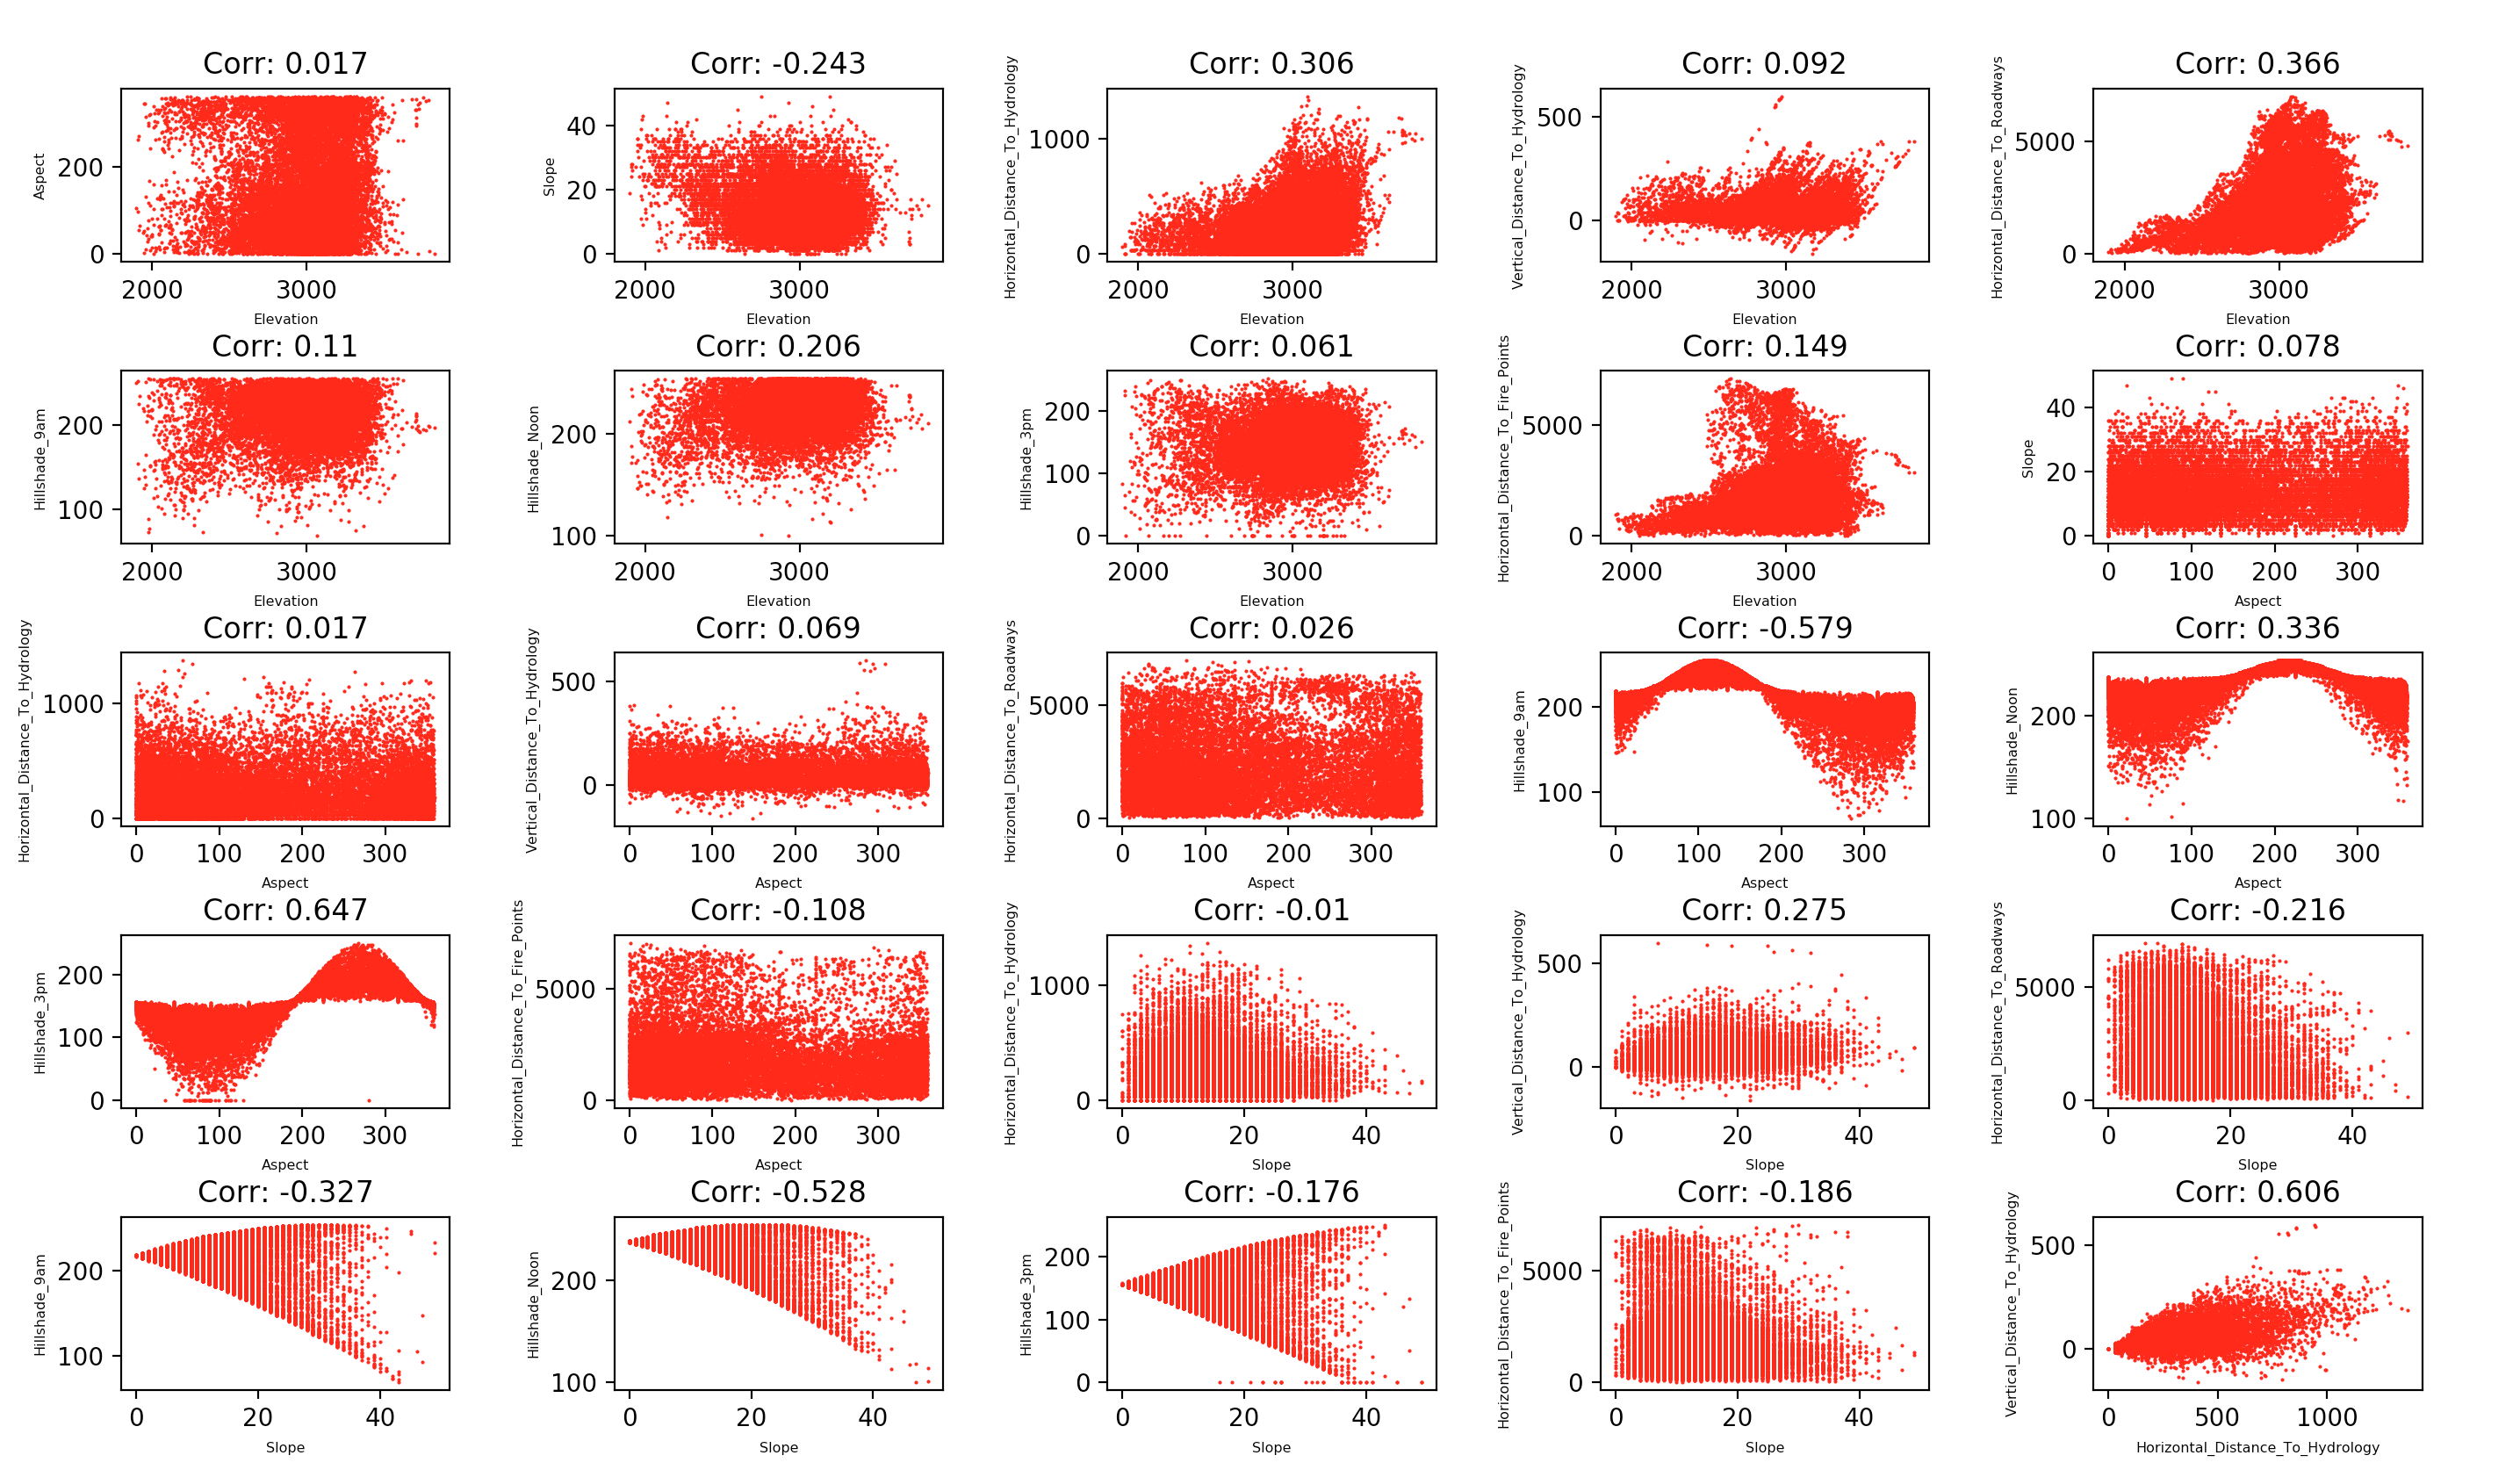 Corr: 0.017
Aspect
200
0
2000 3000
Elevation
Corr: -0.243
Slope
40
20
0
2000 3000
Elevation
Corr: 0.306
Horizontal_Distance_To_Hydrology
1000
0
2000 3000
Elevation
Corr: 0.092
Vertical_Distance_To_Hydrology
500
0
2000 3000
Elevation
Corr: 0.366
Horizontal_Distance_To_Roadways
5000
0
2000 3000
Elevation
Corr: 0.11
Hillshade_9am
200
100
2000 3000
Elevation
Corr: 0.206
Hillshade_Noon
200
100
2000 3000
Elevation
Corr: 0.061
Hillshade_3pm
200
100
0
2000 3000
Elevation
Corr: 0.149
Horizontal_Distance_To_Fire_Points
5000
0
2000 3000
Elevation
Corr: 0.078
Slope
40
20
0
0 100 200 300
Aspect
Corr: 0.017
Horizontal_Distance_To_Hydrology
1000
0
0 100 200 300
Aspect
Corr: 0.069
Vertical_Distance_To_Hydrology
500
0
0 100 200 300
Aspect
Corr: 0.026
Horizontal_Distance_To_Roadways
5000
0
0 100 200 300
Aspect
Corr: -0.579
Hillshade_9am
200
100
0 100 200 300
Aspect
Corr: 0.336
Hillshade_Noon
200
100
0 100 200 300
Aspect
Corr: 0.647
Hillshade_3pm
200
100
0
0 100 200 300
Aspect
Corr: -0.108
Horizontal_Distance_To_Fire_Points
5000
0
0 100 200 300
Aspect
Corr: -0.01
Horizontal_Distance_To_Hydrology
1000
0
0 20 40
Slope
Corr: 0.275
Vertical_Distance_To_Hydrology
500
0
0 20 40
Slope
Corr: -0.216
Horizontal_Distance_To_Roadways
5000
0
0 20 40
Slope
Corr: -0.327
Hillshade_9am
200
100
0 20 40
Slope
Corr: -0.528
Hillshade_Noon
200
100
0 20 40
Slope
Corr: -0.176
Hillshade_3pm
200
100
0
0 20 40
Slope
Corr: -0.186
Horizontal_Distance_To_Fire_Points
5000
0
0 20 40
Slope
Corr: 0.606
Vertical_Distance_To_Hydrology
500
0
0 500 1000
Horizontal_Distance_To_Hydrology